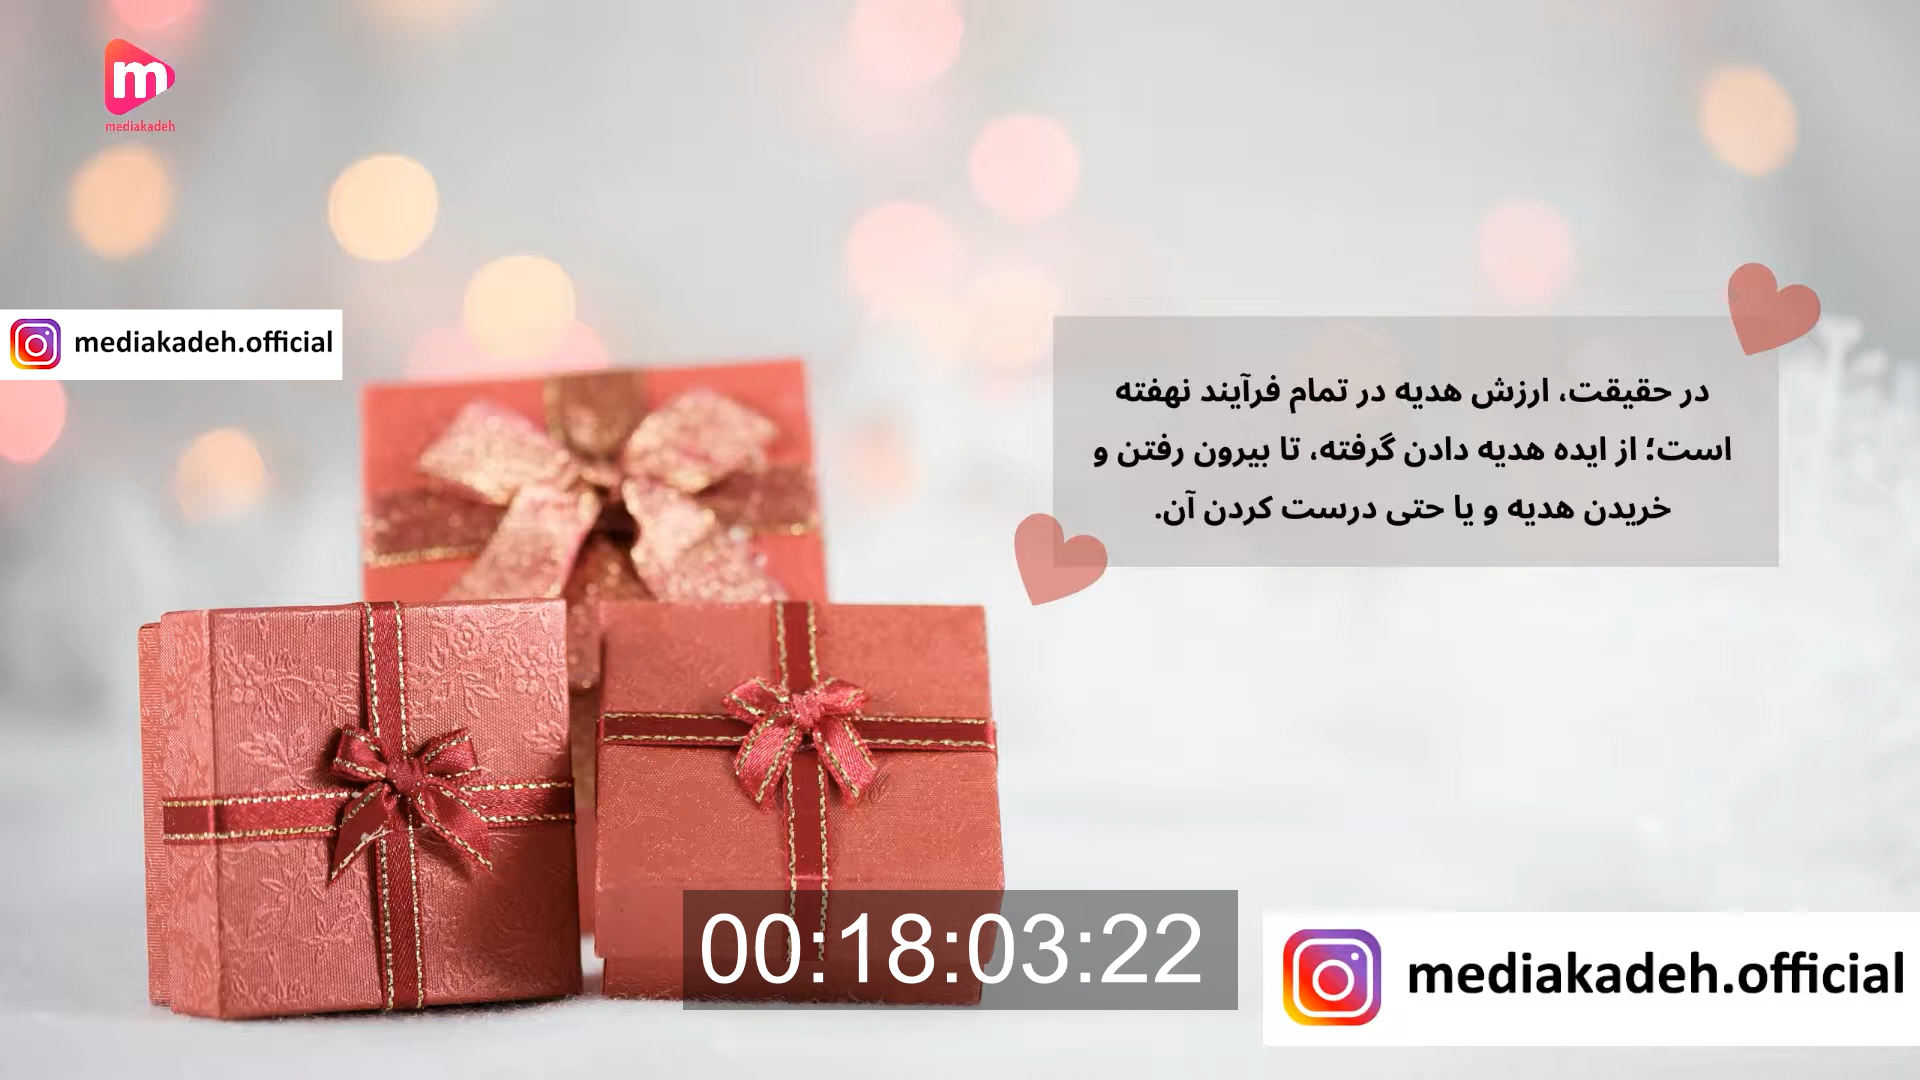 mediakadeh
mediakadeh.official
در حقیقت، ارزش هدیه در تمام فرآیند نهفته
است؛ از ایده هدیه دادن گرفته، تا بیرون رفتن و
خریدن هدیه و یا حتی درست کردن آن.
00:18:03:22
mediakadeh.official